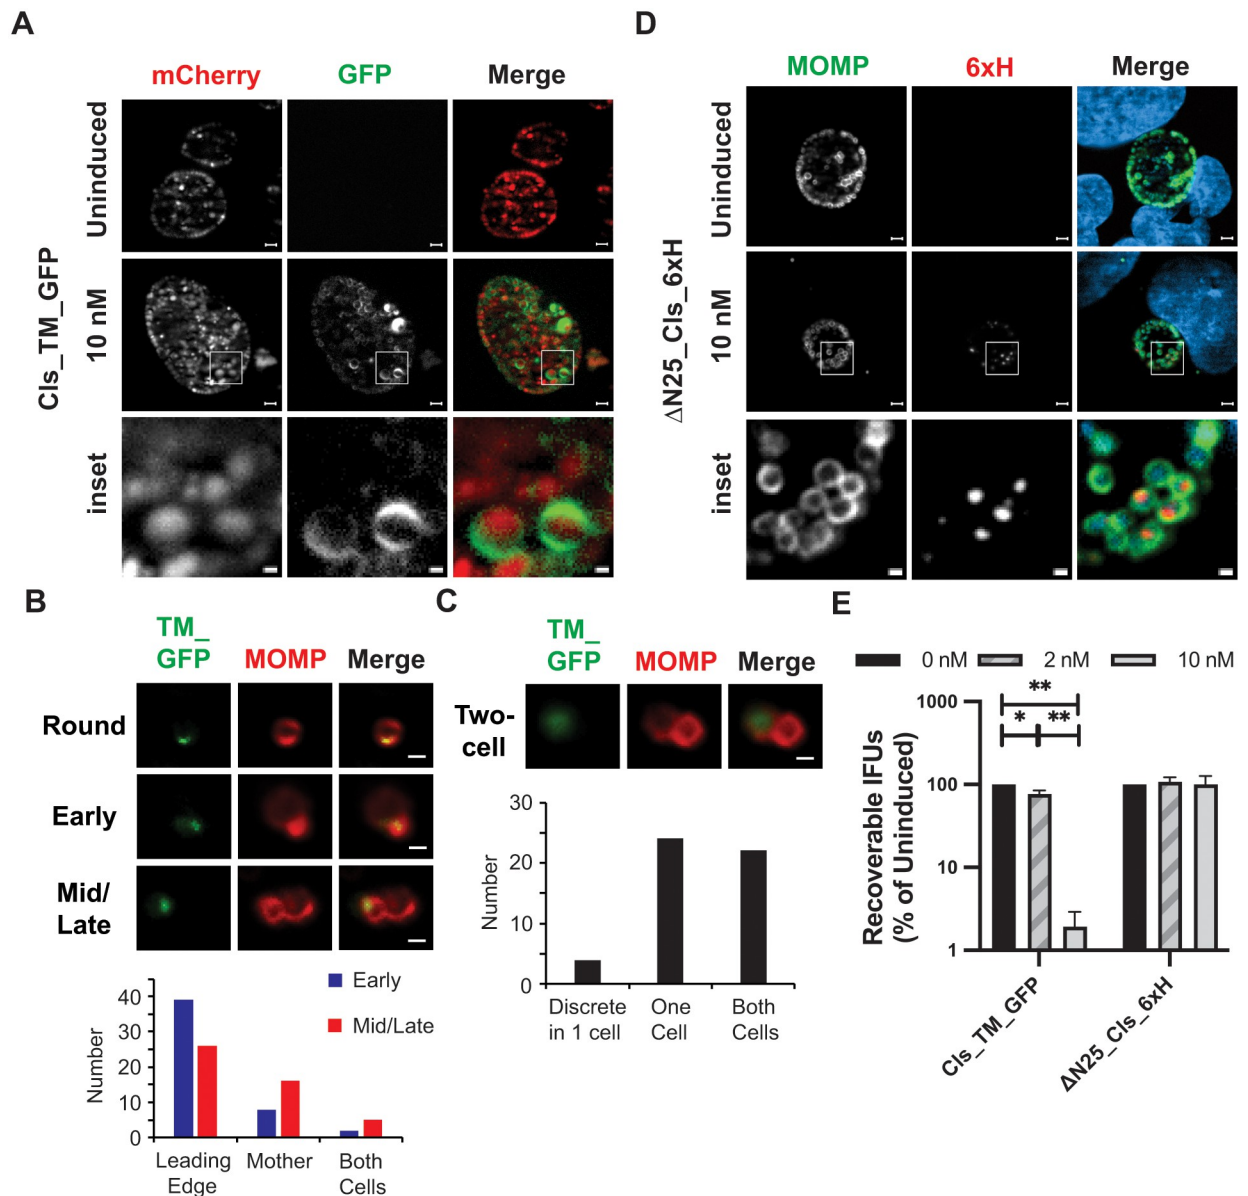 A
mCherry GFP Merge
Cls_TM_GFP
Uninduced
10 nM
inset
D
MOMP 6xH Merge
ΔN25_Cls_6xH
Uninduced
10 nM
inset
B
TM_
GFP MOMP Merge
Round
Early
Mid/
Late
Early
Mid/Late
Number
40
30
20
10
0
Leading
Edge
Mother
Both
Cells
C
TM_
GFP MOMP Merge
Two-
cell
Number
30
20
10
0
Discrete
in 1 cell
One
Cell
Both
Cells
E
0 nM 2 nM 10 nM
**
* **
Recoverable IFUs
(% of Uninduced)
1000
100
10
1
Cls_TM_GFP
ΔN25_Cls_6xH